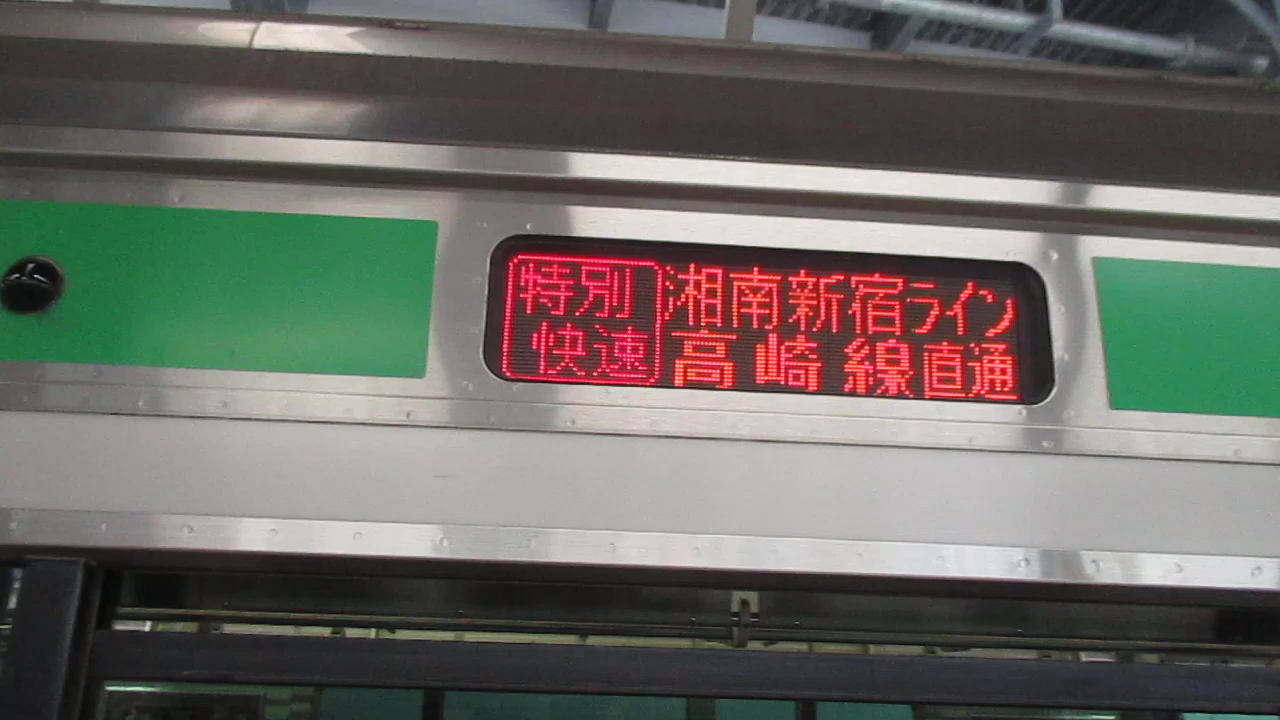 特別快速
湘南新宿ライン
高崎線直通